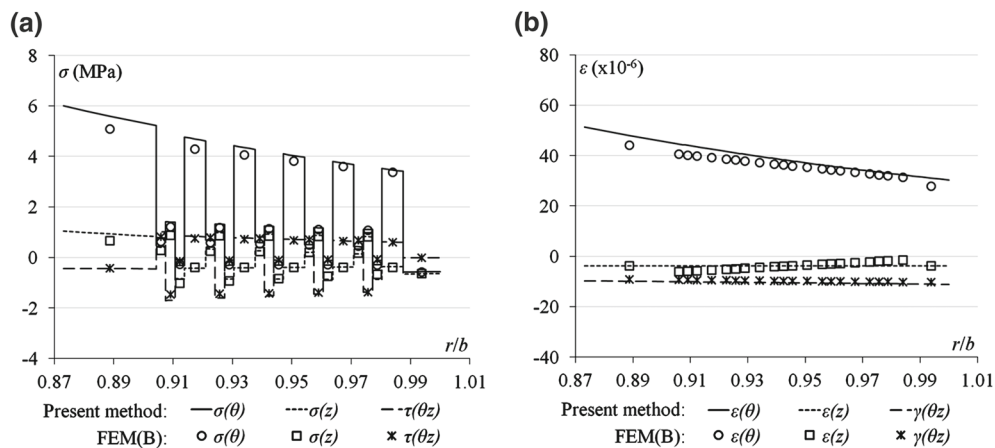 (a)
σ (MPa)
8
6
4
2
0
-2
-4
r/b
0.87 0.89 0.91 0.93 0.95 0.97 0.99 1.01
Present method: σ(θ) σ(z) τ(θz)
FEM(B): σ(θ) σ(z) τ(θz)
(b)
ε (x10⁻⁶)
80
60
40
20
0
-20
-40
r/b
0.87 0.89 0.91 0.93 0.95 0.97 0.99 1.01
Present method: ε(θ) ε(z) γ(θz)
FEM(B): ε(θ) ε(z) γ(θz)